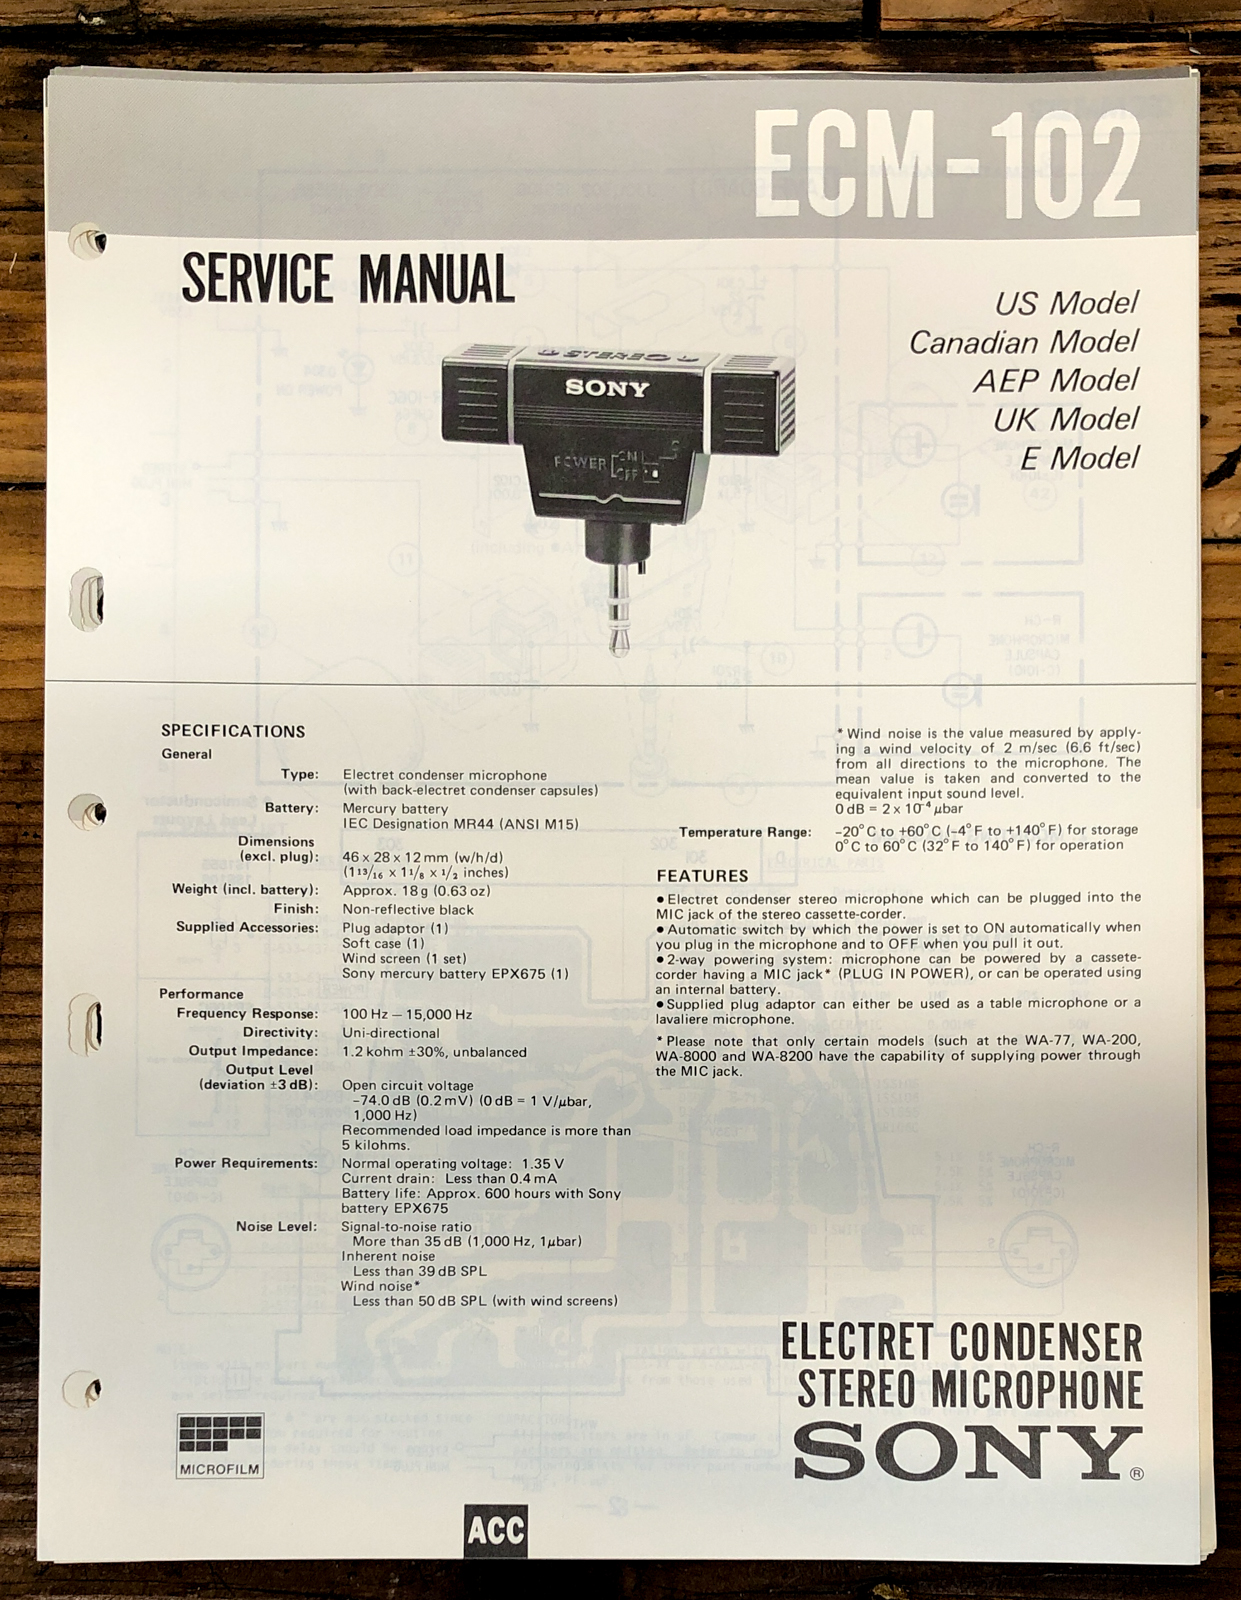 ECM-102
SERVICE MANUAL
US Model
Canadian Model
AEP Model
UK Model
E Model
STEREO
SONY
POWER ON
OFF
SPECIFICATIONS
General
Type: Electret condenser microphone
(with back-electret condenser capsules)
Battery: Mercury battery
IEC Designation MR44 (ANSI M15)
Dimensions
(excl. plug): 46 x 28 x 12 mm (w/h/d)
(1 13/16 x 1 1/8 x 1/2 inches)
Weight (incl. battery): Approx. 18 g (0.63 oz)
Finish: Non-reflective black
Supplied Accessories: Plug adaptor (1)
Soft case (1)
Wind screen (1 set)
Sony mercury battery EPX675 (1)
Performance
Frequency Response: 100 Hz – 15,000 Hz
Directivity: Uni-directional
Output Impedance: 1.2 kohm ±30%, unbalanced
Output Level
(deviation ±3 dB): Open circuit voltage
-74.0 dB (0.2 mV) (0 dB = 1 V/μbar,
1,000 Hz)
Recommended load impedance is more than
5 kilohms.
Power Requirements: Normal operating voltage: 1.35 V
Current drain: Less than 0.4 mA
Battery life: Approx. 600 hours with Sony
battery EPX675
Noise Level: Signal-to-noise ratio
More than 35 dB (1,000 Hz, 1μbar)
Inherent noise
Less than 39 dB SPL
Wind noise*
Less than 50 dB SPL (with wind screens)
* Wind noise is the value measured by apply-
ing a wind velocity of 2 m/sec (6.6 ft/sec)
from all directions to the microphone. The
mean value is taken and converted to the
equivalent input sound level.
0 dB = 2 x 10⁻⁴ μbar
Temperature Range: -20°C to +60°C (-4°F to +140°F) for storage
0°C to 60°C (32°F to 140°F) for operation
FEATURES
● Electret condenser stereo microphone which can be plugged into the
MIC jack of the stereo cassette-corder.
● Automatic switch by which the power is set to ON automatically when
you plug in the microphone and to OFF when you pull it out.
● 2-way powering system: microphone can be powered by a cassete-
corder having a MIC jack* (PLUG IN POWER), or can be operated using
an internal battery.
● Supplied plug adaptor can either be used as a table microphone or a
lavaliere microphone.
* Please note that only certain models (such at the WA-77, WA-200,
WA-8000 and WA-8200 have the capability of supplying power through
the MIC jack.
ELECTRET CONDENSER
STEREO MICROPHONE
SONY®
MICROFILM
ACC